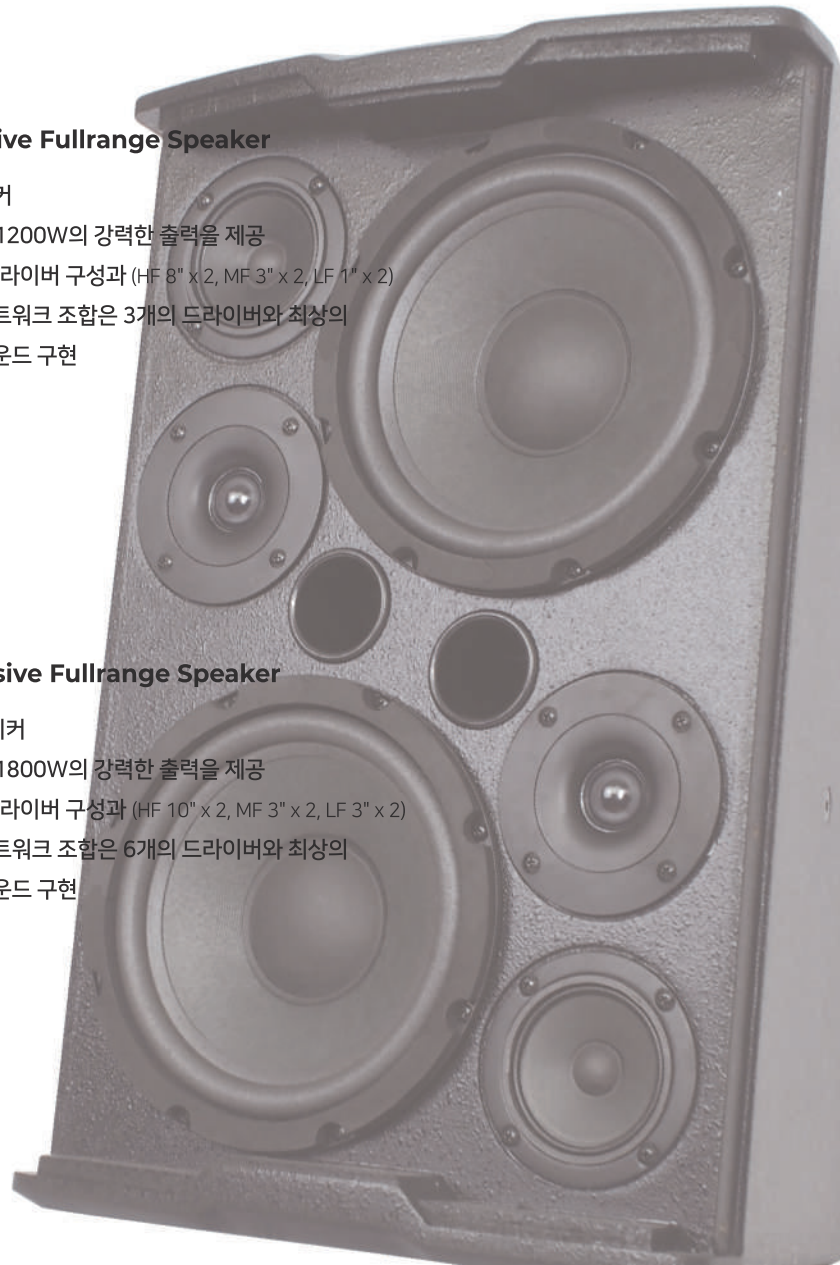 ive Fullrange Speaker
커
1200W의 강력한 출력을 제공
라이버 구성과 (HF 8" x 2, MF 3" x 2, LF 1" x 2)
트워크 조합은 3개의 드라이버와 최상의
운드 구현
sive Fullrange Speaker
커
1800W의 강력한 출력을 제공
라이버 구성과 (HF 10" x 2, MF 3" x 2, LF 3" x 2)
트워크 조합은 6개의 드라이버와 최상의
운드 구현